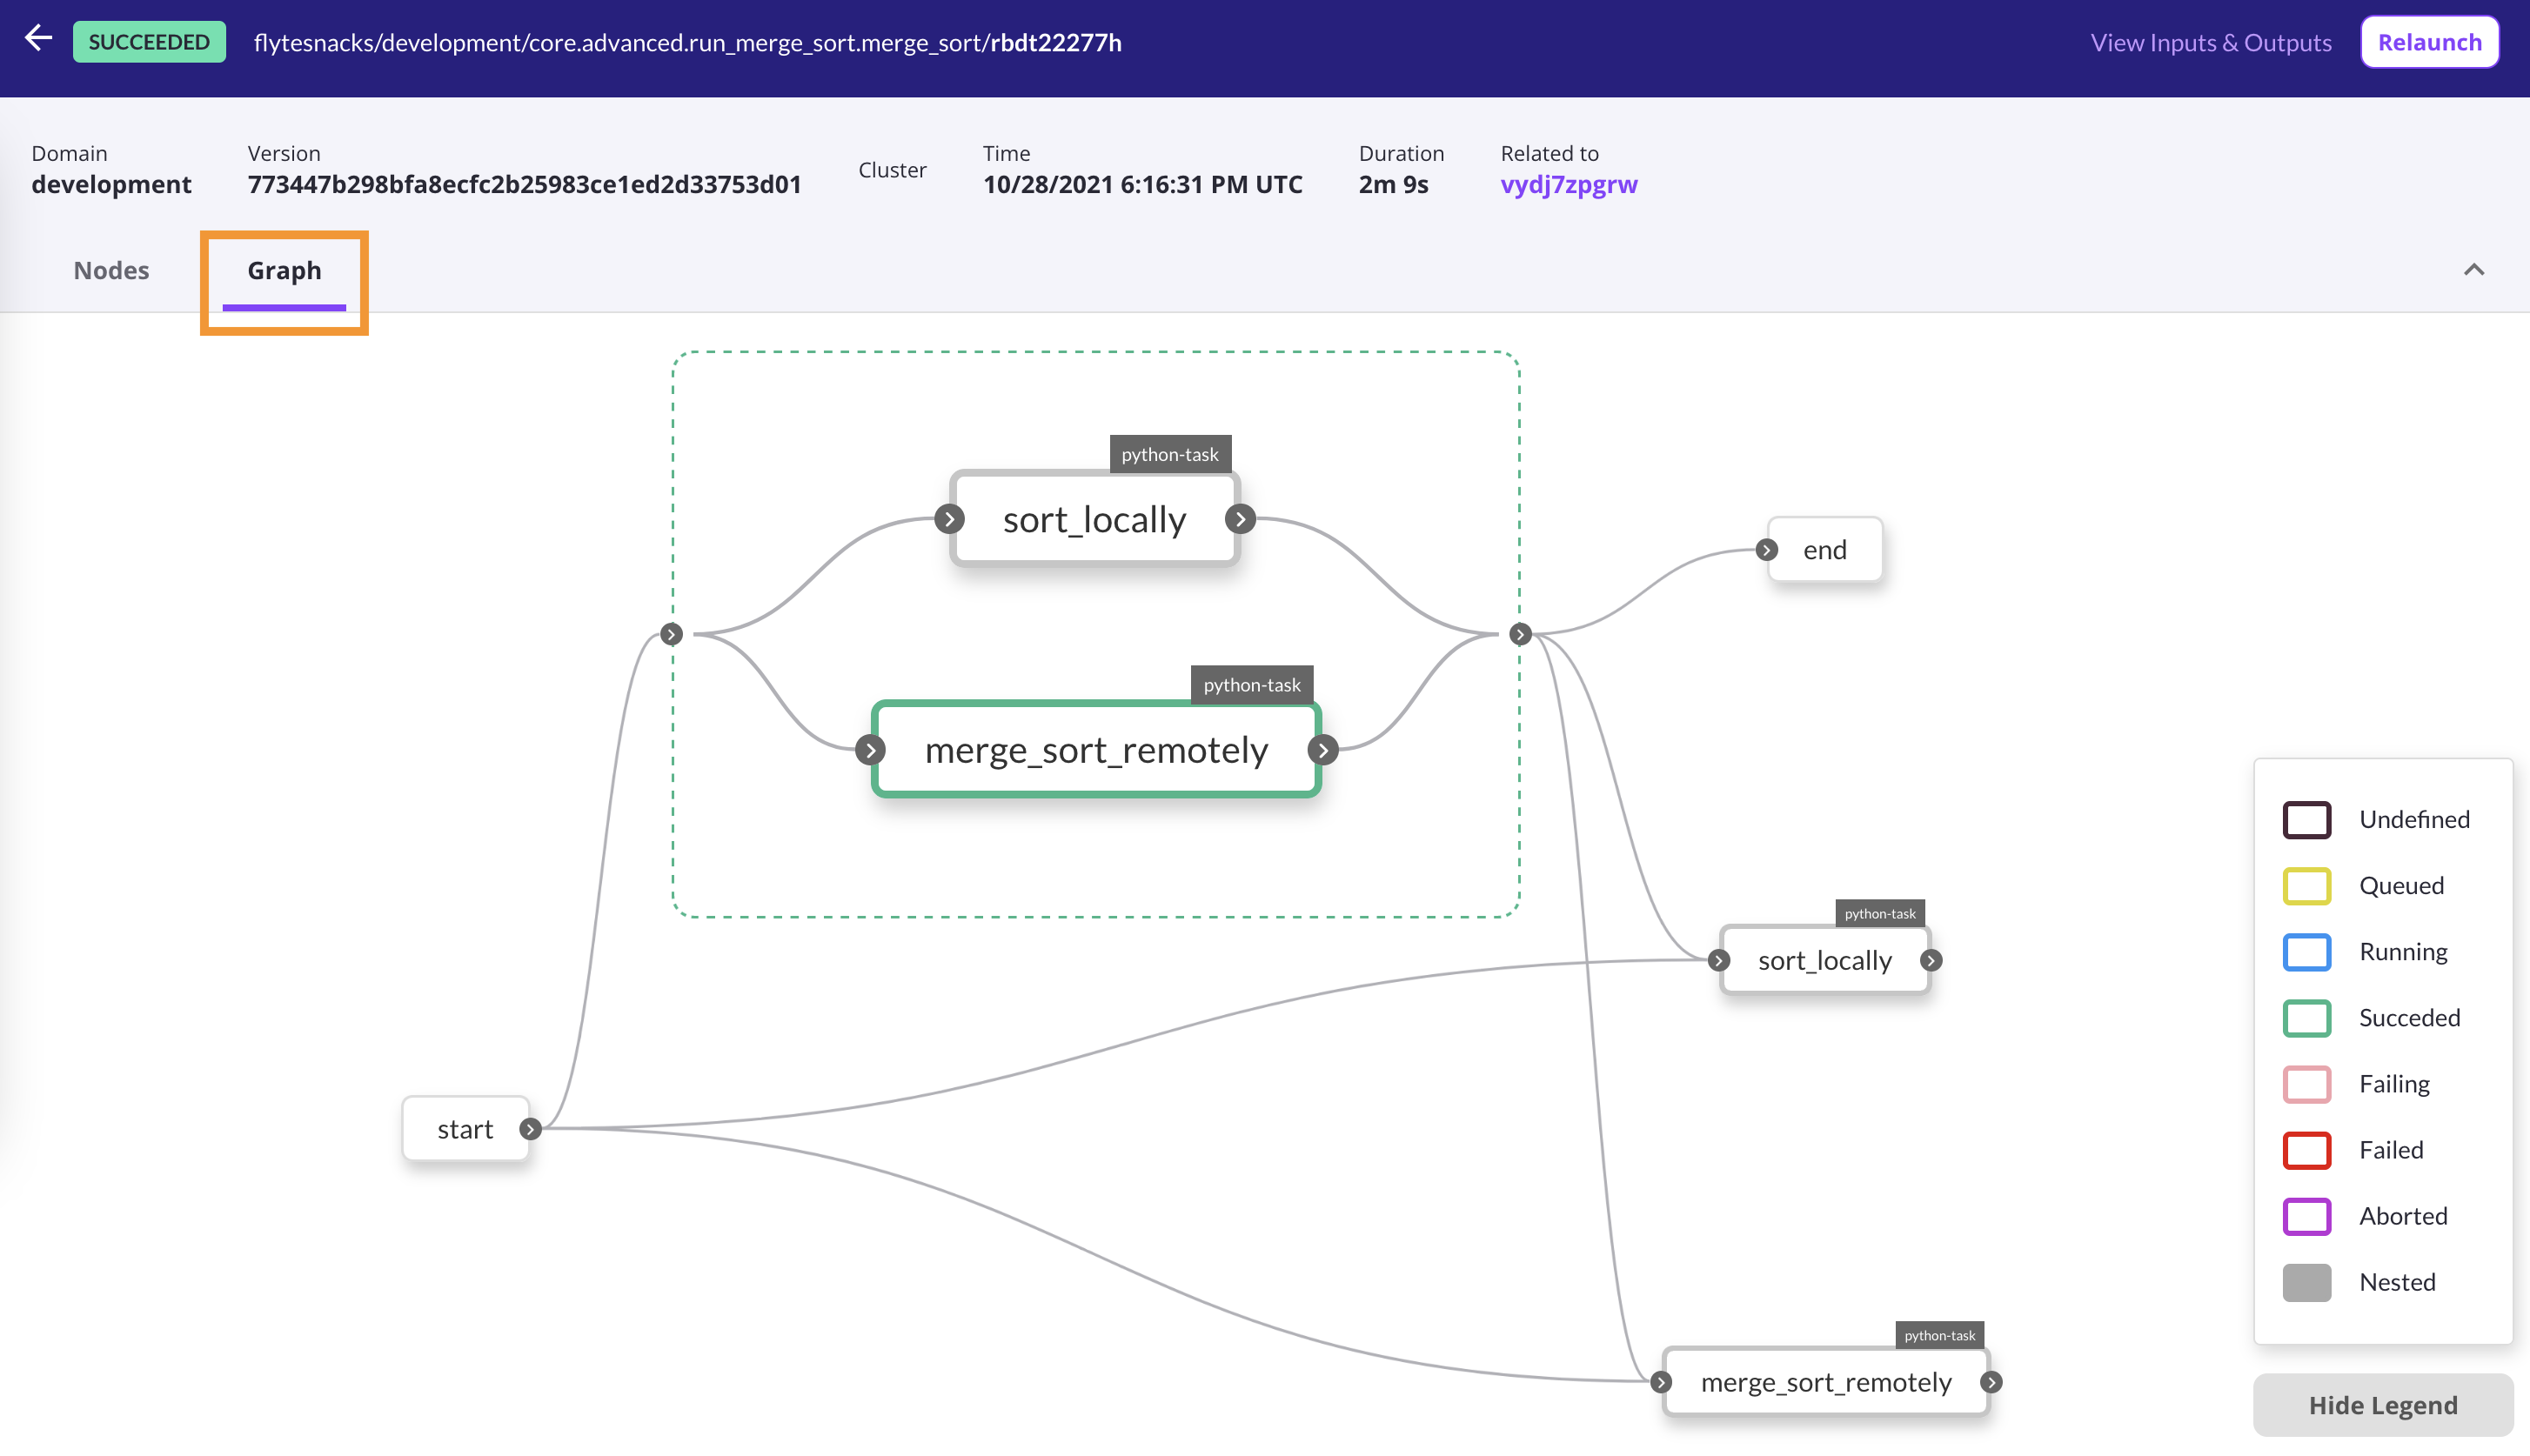 SUCCEEDED flytesnacks/development/core.advanced.run_merge_sort.merge_sort/rbdt22277h View Inputs & Outputs Relaunch
Domain Version Cluster Time Duration Related to
development 773447b298bfa8ecfc2b25983ce1ed2d33753d01 10/28/2021 6:16:31 PM UTC 2m 9s vydj7zpgrw
Nodes Graph
python-task
sort_locally
end
python-task
merge_sort_remotely
python-task
sort_locally
start
python-task
merge_sort_remotely
Undefined
Queued
Running
Succeded
Failing
Failed
Aborted
Nested
Hide Legend